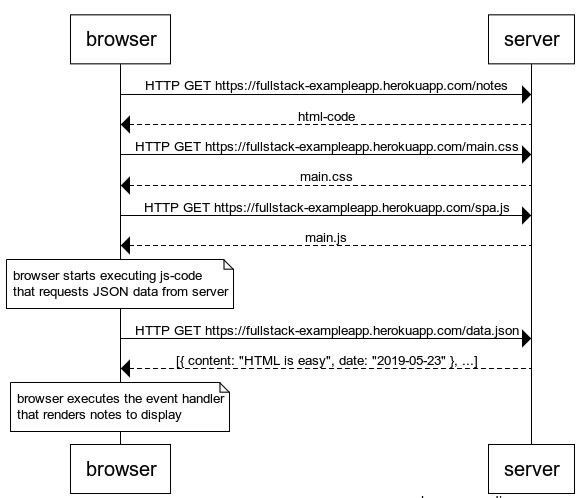 browser
server
HTTP GET https://fullstack-exampleapp.herokuapp.com/notes
html-code
HTTP GET https://fullstack-exampleapp.herokuapp.com/main.css
main.css
HTTP GET https://fullstack-exampleapp.herokuapp.com/spa.js
main.js
browser starts executing js-code
that requests JSON data from server
HTTP GET https://fullstack-exampleapp.herokuapp.com/data.json
[{ content: "HTML is easy", date: "2019-05-23" }, ...]
browser executes the event handler
that renders notes to display
browser
server